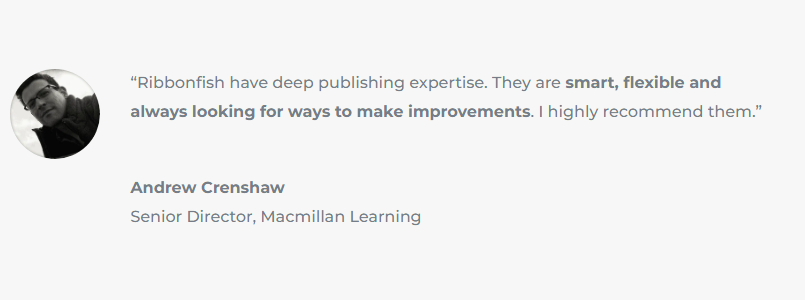 “Ribbonfish have deep publishing expertise. They are smart, flexible and
always looking for ways to make improvements. I highly recommend them.”
Andrew Crenshaw
Senior Director, Macmillan Learning